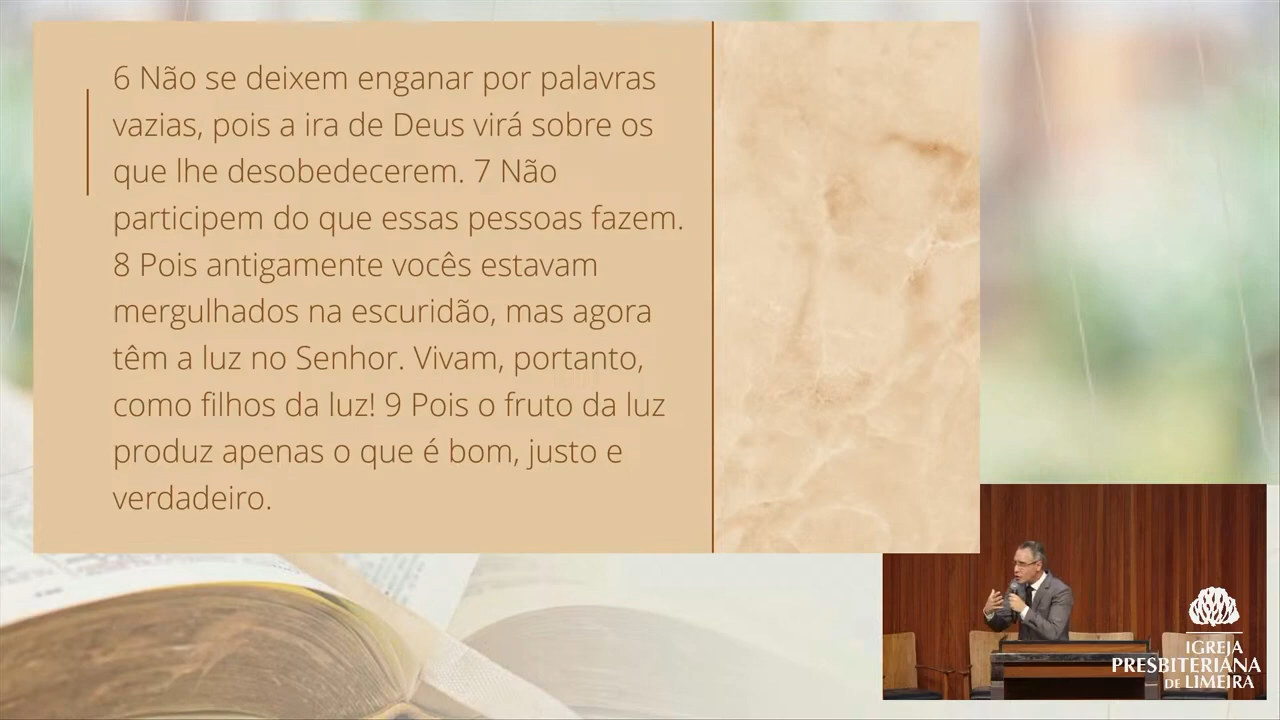 6 Não se deixem enganar por palavras
vazias, pois a ira de Deus virá sobre os
que lhe desobedecerem. 7 Não
participem do que essas pessoas fazem.
8 Pois antigamente vocês estavam
mergulhados na escuridão, mas agora
têm a luz no Senhor. Vivam, portanto,
como filhos da luz! 9 Pois o fruto da luz
produz apenas o que é bom, justo e
verdadeiro.
IGREJA
PRESBITERIANA
DE LIMEIRA